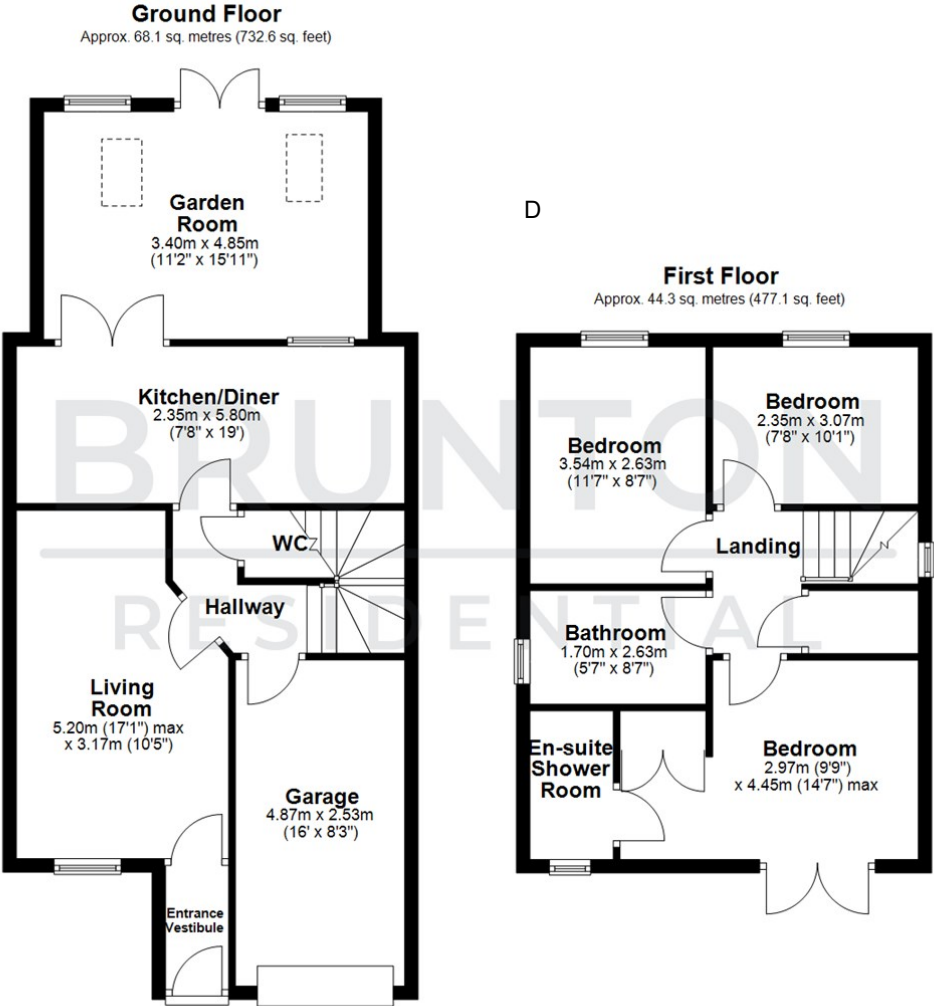 Ground Floor
Approx. 68.1 sq. metres (732.6 sq. feet)
Garden
Room
3.40m x 4.85m
(11'2" x 15'11")
Kitchen/Diner
2.35m x 5.80m
(7'8" x 19')
WC
Hallway
Living
Room
5.20m (17'1") max
x 3.17m (10'5")
Garage
4.87m x 2.53m
(16' x 8'3")
Entrance
Vestibule
D
First Floor
Approx. 44.3 sq. metres (477.1 sq. feet)
Bedroom
3.54m x 2.63m
(11'7" x 8'7")
Bedroom
2.35m x 3.07m
(7'8" x 10'1")
Landing
Bathroom
1.70m x 2.63m
(5'7" x 8'7")
En-suite
Shower
Room
Bedroom
2.97m (9'9")
x 4.45m (14'7") max
BRUNTON
RESIDENTIAL